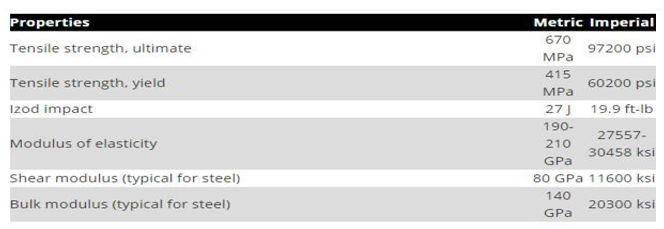 Properties Metric Imperial
Tensile strength, ultimate 670 MPa 97200 psi
Tensile strength, yield 415 MPa 60200 psi
Izod impact 27 J 19.9 ft-lb
Modulus of elasticity 190-210 GPa 27557-30458 ksi
Shear modulus (typical for steel) 80 GPa 11600 ksi
Bulk modulus (typical for steel) 140 GPa 20300 ksi